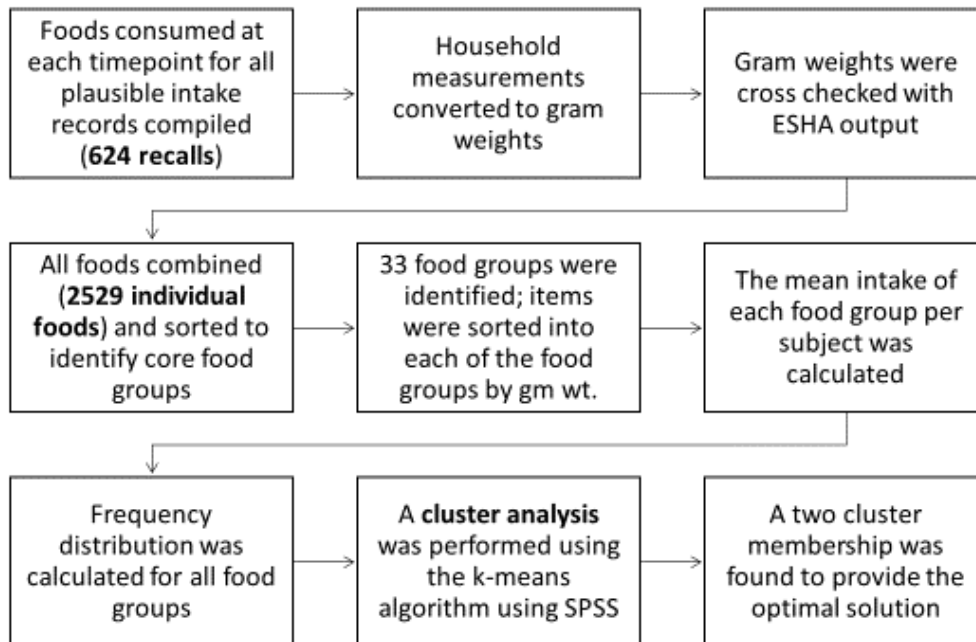 Foods consumed at
each timepoint for all
plausible intake
records compiled
(624 recalls)
Household
measurements
converted to gram
weights
Gram weights were
cross checked with
ESHA output
All foods combined
(2529 individual
foods) and sorted to
identify core food
groups
33 food groups were
identified; items
were sorted into
each of the food
groups by gm wt.
The mean intake of
each food group per
subject was
calculated
Frequency
distribution was
calculated for all food
groups
A cluster analysis
was performed using
the k-means
algorithm using SPSS
A two cluster
membership was
found to provide the
optimal solution